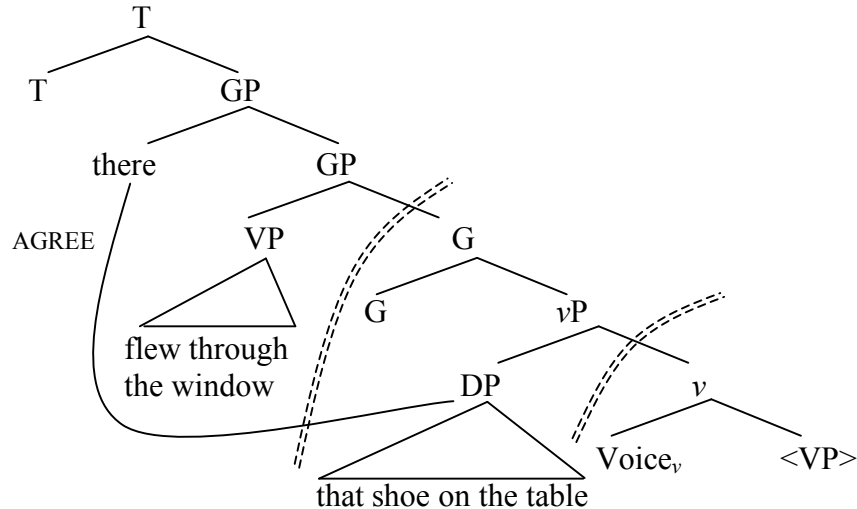 T
T GP
there GP
AGREE VP G
G vP
flew through
the window
DP v
Voicev <VP>
that shoe on the table